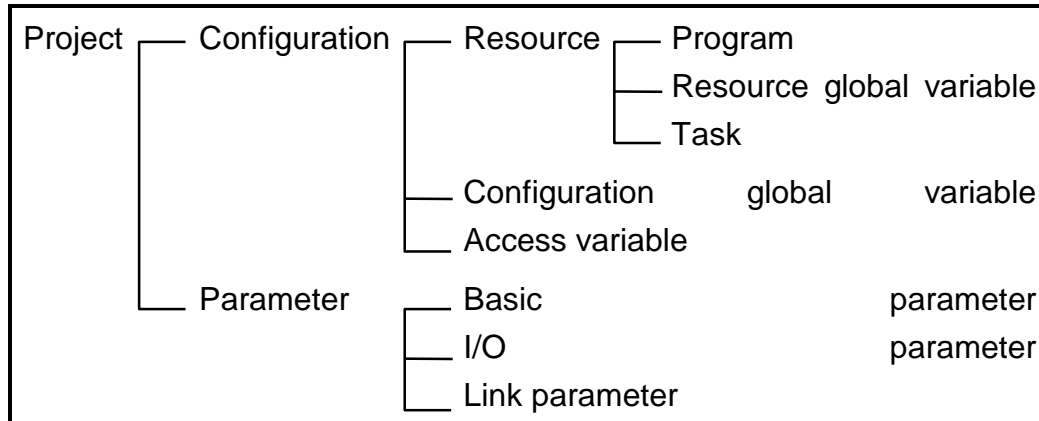 Project Configuration Resource Program
Resource global variable
Task
Configuration global variable
Access variable
Parameter Basic parameter
I/O parameter
Link parameter